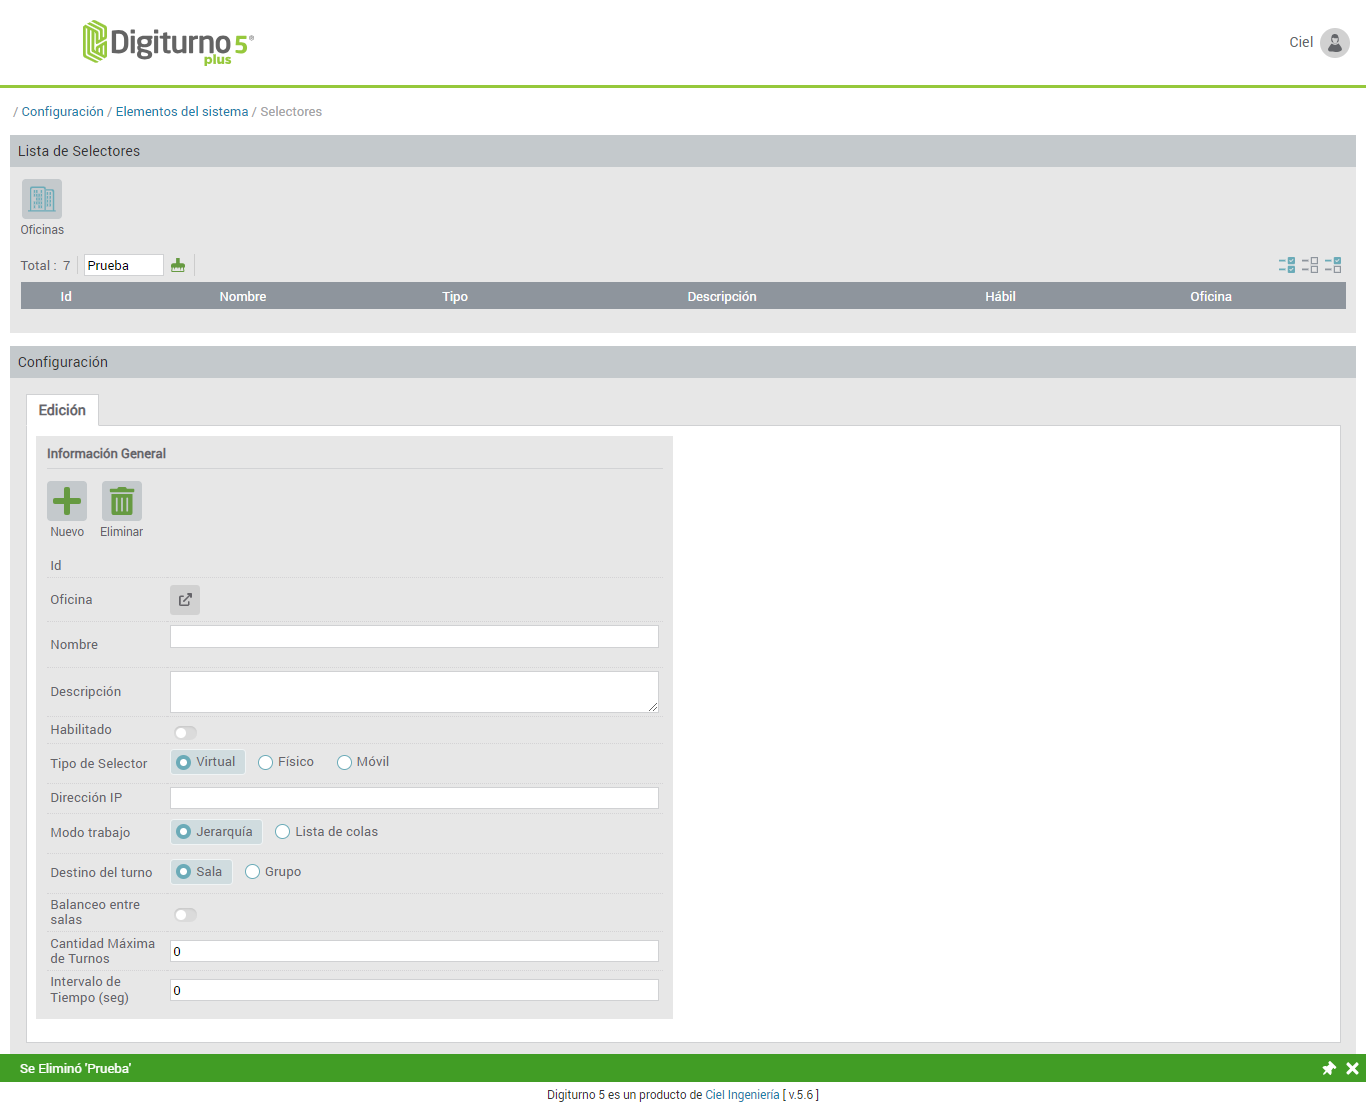 Digiturno 5®
plus
Ciel
/ Configuración / Elementos del sistema / Selectores
Lista de Selectores
Oficinas
Total : 7 Prueba
Id Nombre Tipo Descripción Hábil Oficina
Configuración
Edición
Información General
Nuevo Eliminar
Id
Oficina
Nombre
Descripción
Habilitado
Tipo de Selector Virtual Físico Móvil
Dirección IP
Modo trabajo Jerarquía Lista de colas
Destino del turno Sala Grupo
Balanceo entre
salas
Cantidad Máxima
de Turnos 0
Intervalo de
Tiempo (seg) 0
Se Eliminó 'Prueba'
Digiturno 5 es un producto de Ciel Ingeniería [ v.5.6 ]